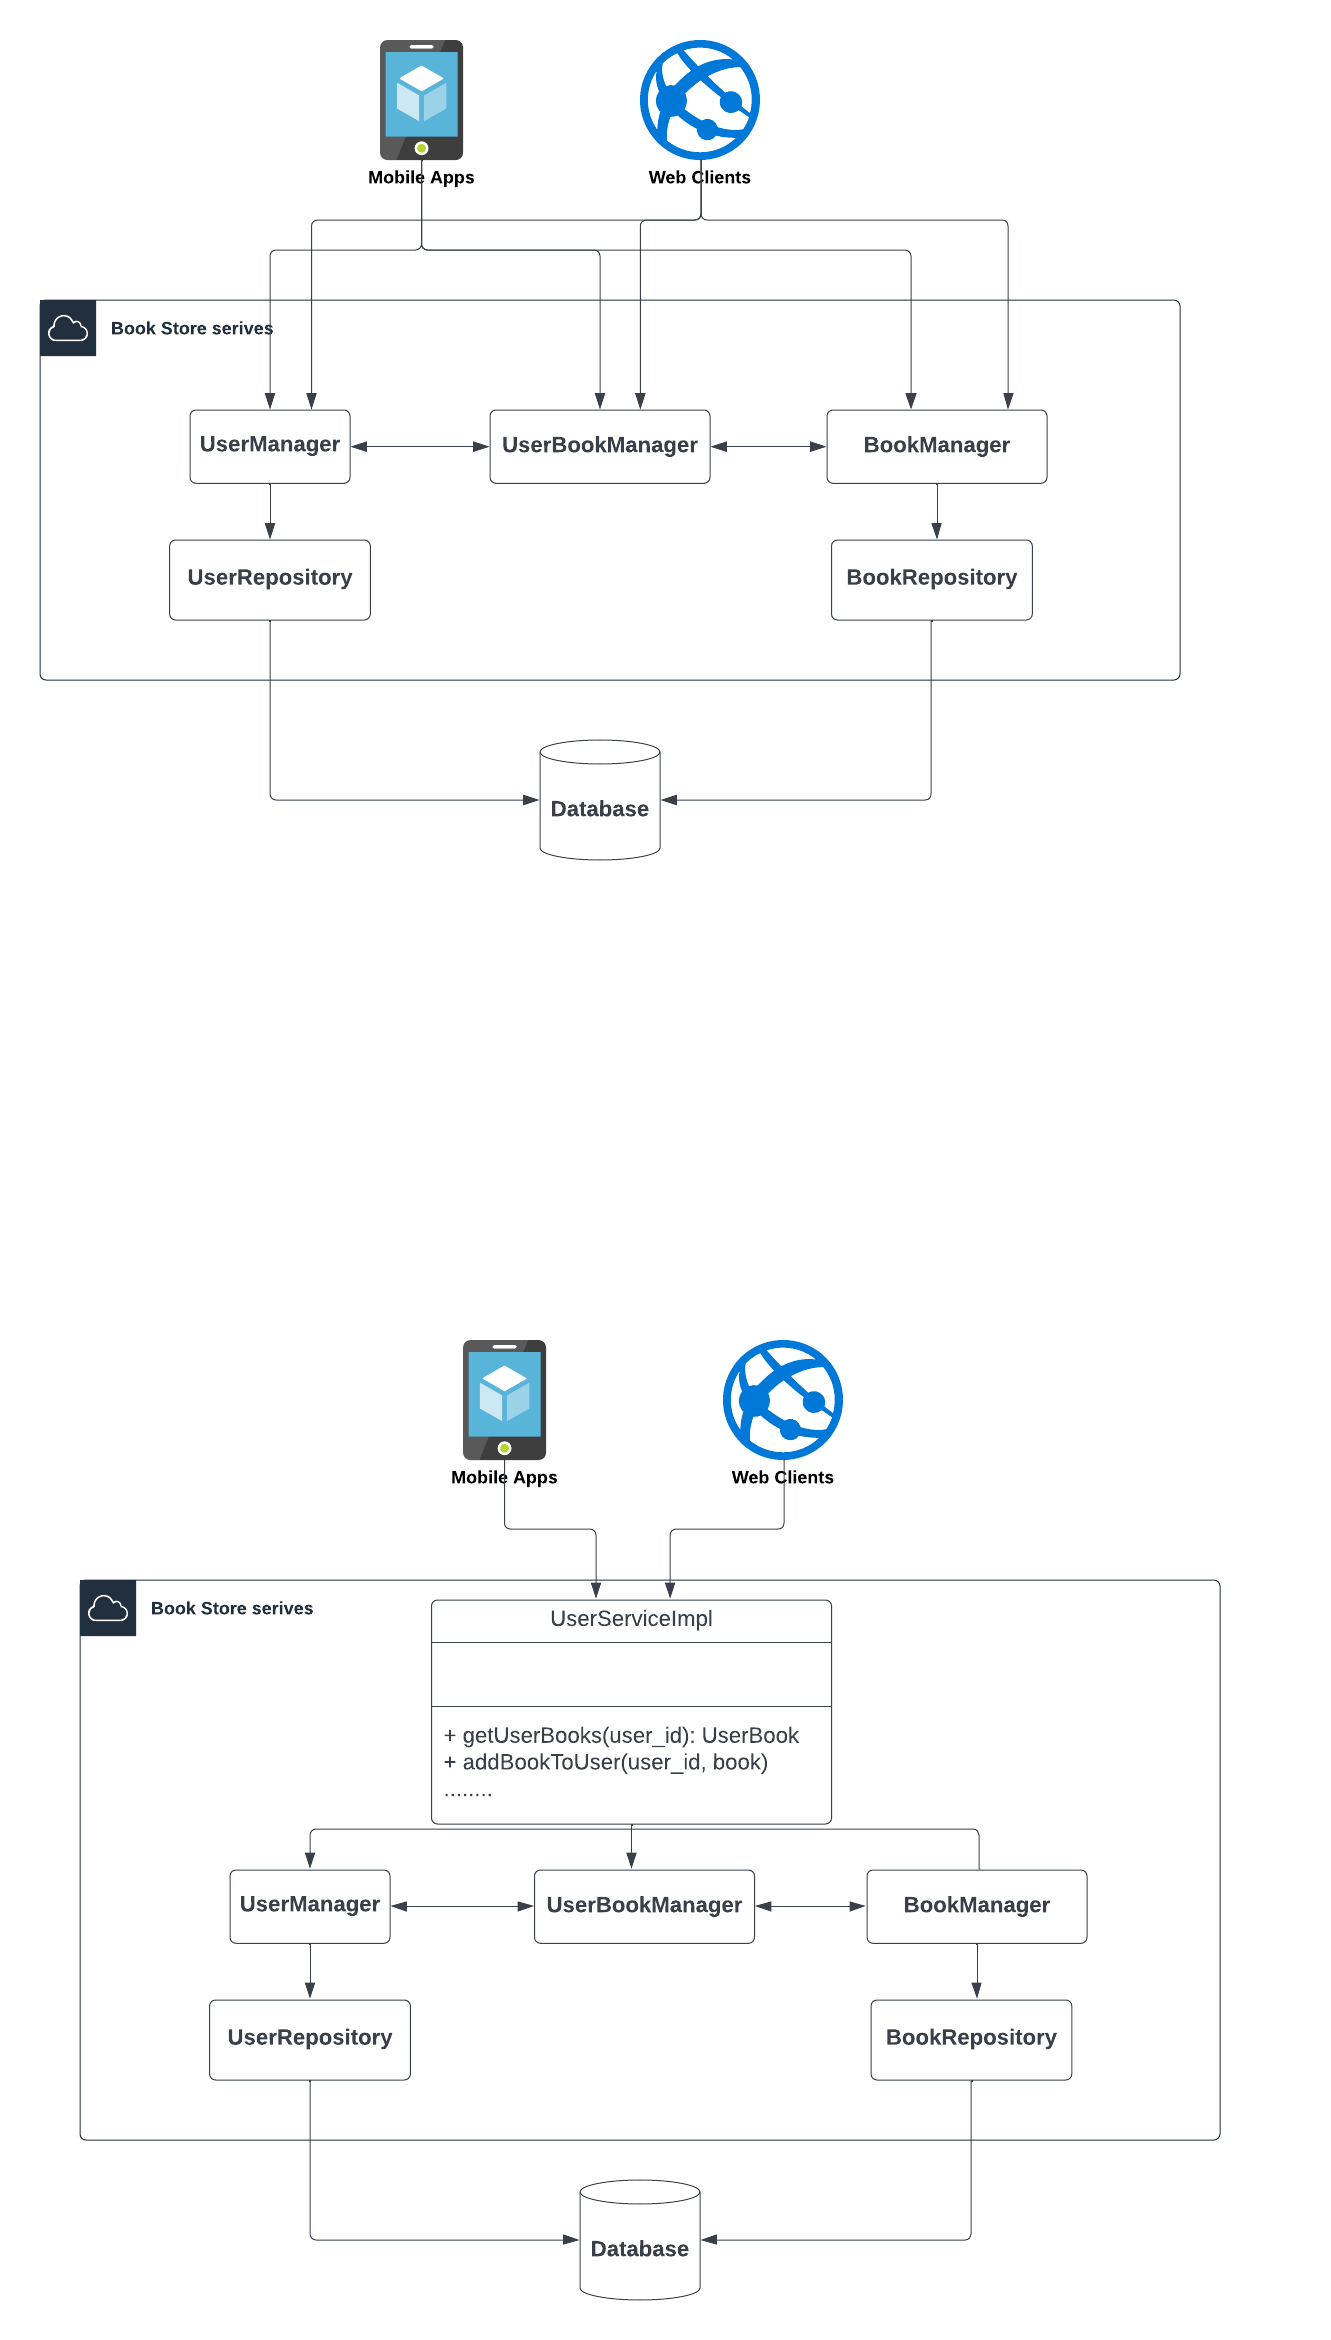 Mobile Apps
Web Clients
Book Store serives
UserManager
UserBookManager
BookManager
UserRepository
BookRepository
Database
Mobile Apps
Web Clients
Book Store serives
UserServiceImpl
+ getUserBooks(user_id): UserBook
+ addBookToUser(user_id, book)
........
UserManager
UserBookManager
BookManager
UserRepository
BookRepository
Database